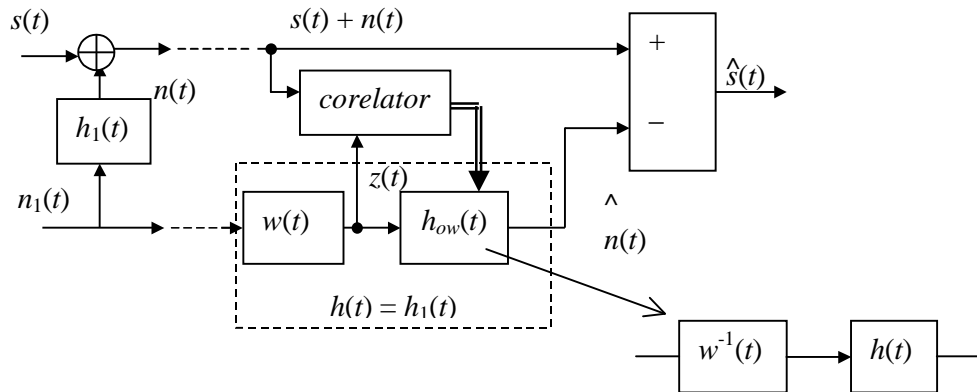 s(t)
s(t) + n(t)
+
^
s(t)
n(t)
corelator
h₁(t)
−
n₁(t)
z(t)
^
n(t)
w(t)
hₒw(t)
h(t) = h₁(t)
w⁻¹(t)
h(t)